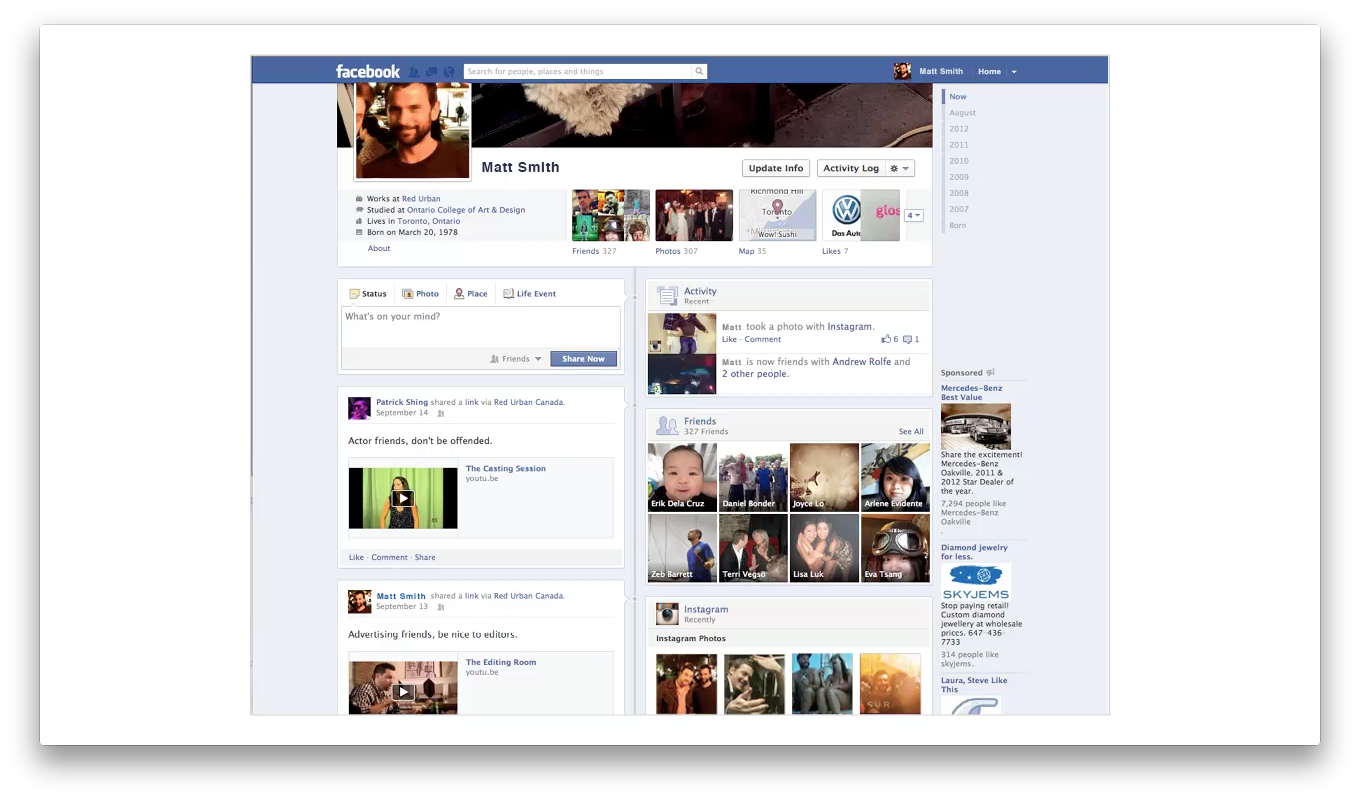 facebook
Search for people, places and things
Matt Smith
Home
Now
August
2012
2011
2010
2009
2008
2007
Born
Matt Smith
Update Info
Activity Log
Works at Red Urban
Studied at Ontario College of Art & Design
Lives in Toronto, Ontario
Born on March 20, 1978
About
Richmond Hill
Toronto
Wow! Sushi
Das Auto
glos
4
Friends 327
Photos 307
Map 35
Likes 7
Status
Photo
Place
Life Event
What's on your mind?
Friends
Share Now
Patrick Shing shared a link via Red Urban Canada.
September 14
Actor friends, don't be offended.
The Casting Session
youtu.be
Like · Comment · Share
Matt Smith shared a link via Red Urban Canada.
September 13
Advertising friends, be nice to editors.
The Editing Room
youtu.be
Activity
Recent
Matt took a photo with Instagram.
Like · Comment
6
1
Matt is now friends with Andrew Rolfe and
2 other people.
Friends
327 Friends
See All
Erik Dela Cruz
Daniel Bonder
Joyce Lo
Arlene Evidente
Zeb Barrett
Terri Vegso
Lisa Luk
Eva Tsang
Instagram
Recently
Instagram Photos
SUR
Sponsored
Mercedes-Benz
Best Value
Share the excitement!
Mercedes-Benz
Oakville. 2011 &
2012 Star Dealer of
the year.
7,294 people like
Mercedes-Benz
Oakville
.
Diamond jewelry
for less.
SKYJEMS
Stop paying retail!
Custom diamond
jewellery at wholesale
prices. 647-436-
7733
314 people like
skyjems.
Laura, Steve Like
This